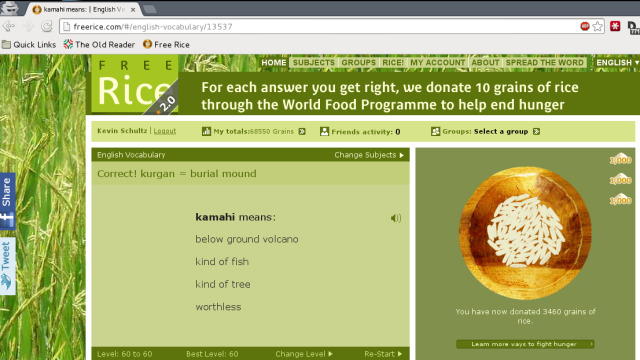 kamahi means: | English V
freerice.com/#/english-vocabulary/13537
Quick Links The Old Reader Free Rice
HOME SUBJECTS GROUPS RICE! MY ACCOUNT ABOUT SPREAD THE WORD ENGLISH
FREE
Rice
2.0
For each answer you get right, we donate 10 grains of rice
through the World Food Programme to help end hunger
Kevin Schultz | Logout My totals:68550 Grains Friends activity: 0 Groups: Select a group
English Vocabulary Change Subjects
Correct! kurgan = burial mound
kamahi means:
below ground volcano
kind of fish
kind of tree
worthless
Level: 60 to 60 Best Level: 60 Change Level Re-Start
1,000
1,000
1,000
You have now donated 3460 grains of
rice.
Learn more ways to fight hunger
f Share
Tweet